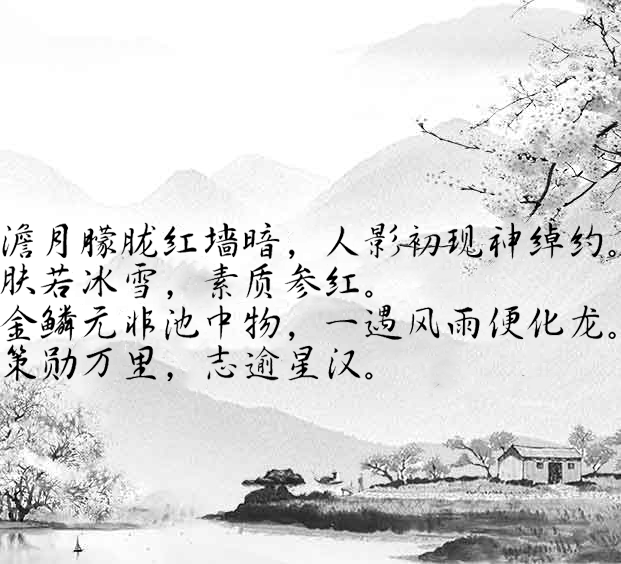 澹月朦胧红墙暗，人影初现神绰约。
肤若冰雪，素质参红。
金鳞元非池中物，一遇风雨便化龙。
策勋万里，志逾星汉。